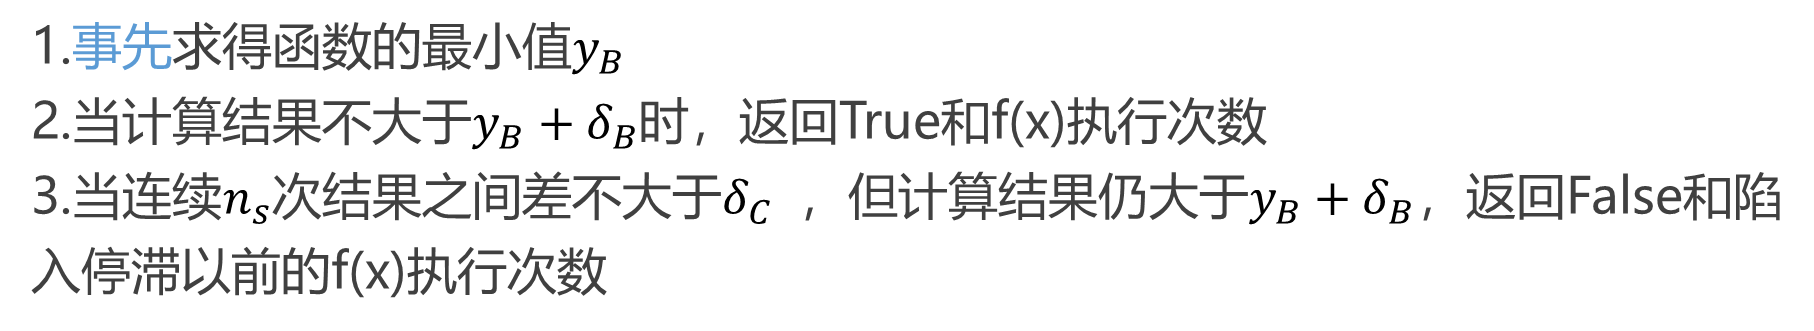 1.事先求得函数的最小值y_B
2.当计算结果不大于y_B + δ_B时，返回True和f(x)执行次数
3.当连续n_s次结果之间差不大于δ_C ，但计算结果仍大于y_B + δ_B，返回False和陷
入停滞以前的f(x)执行次数